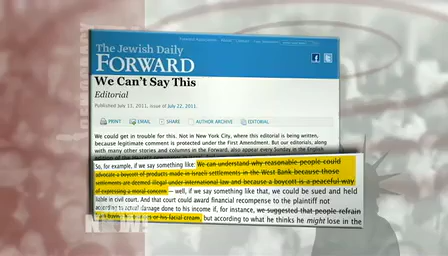 The Jewish Daily
FORWARD
We Can't Say This
Editorial
Published July 13, 2011, issue of July 22, 2011.
PRINT EMAIL SHARE AUTHOR ARCHIVE EDITORIAL
We could get in trouble for this. Not in New York City, where this editorial is being written,
because legitimate comment is protected under the First Amendment. But our editorials, along
with many other stories and columns in the Forward, also appear every Sunday in the English
So, for example, if we say something like: We can understand why reasonable people could
advocate a boycott of products made in Israeli settlements in the West Bank because those
settlements are deemed illegal under international law and because a boycott is a peaceful way
of expressing a moral concern — well, if we say something like that, we could be sued and held
liable in civil court. And that court could award financial recompense to the plaintiff not
according to actual damage done to his income if, for instance, we suggested that people refrain
or his facial cream, but according to what he thinks he might lose in the
DEMOCRACY
NOW!